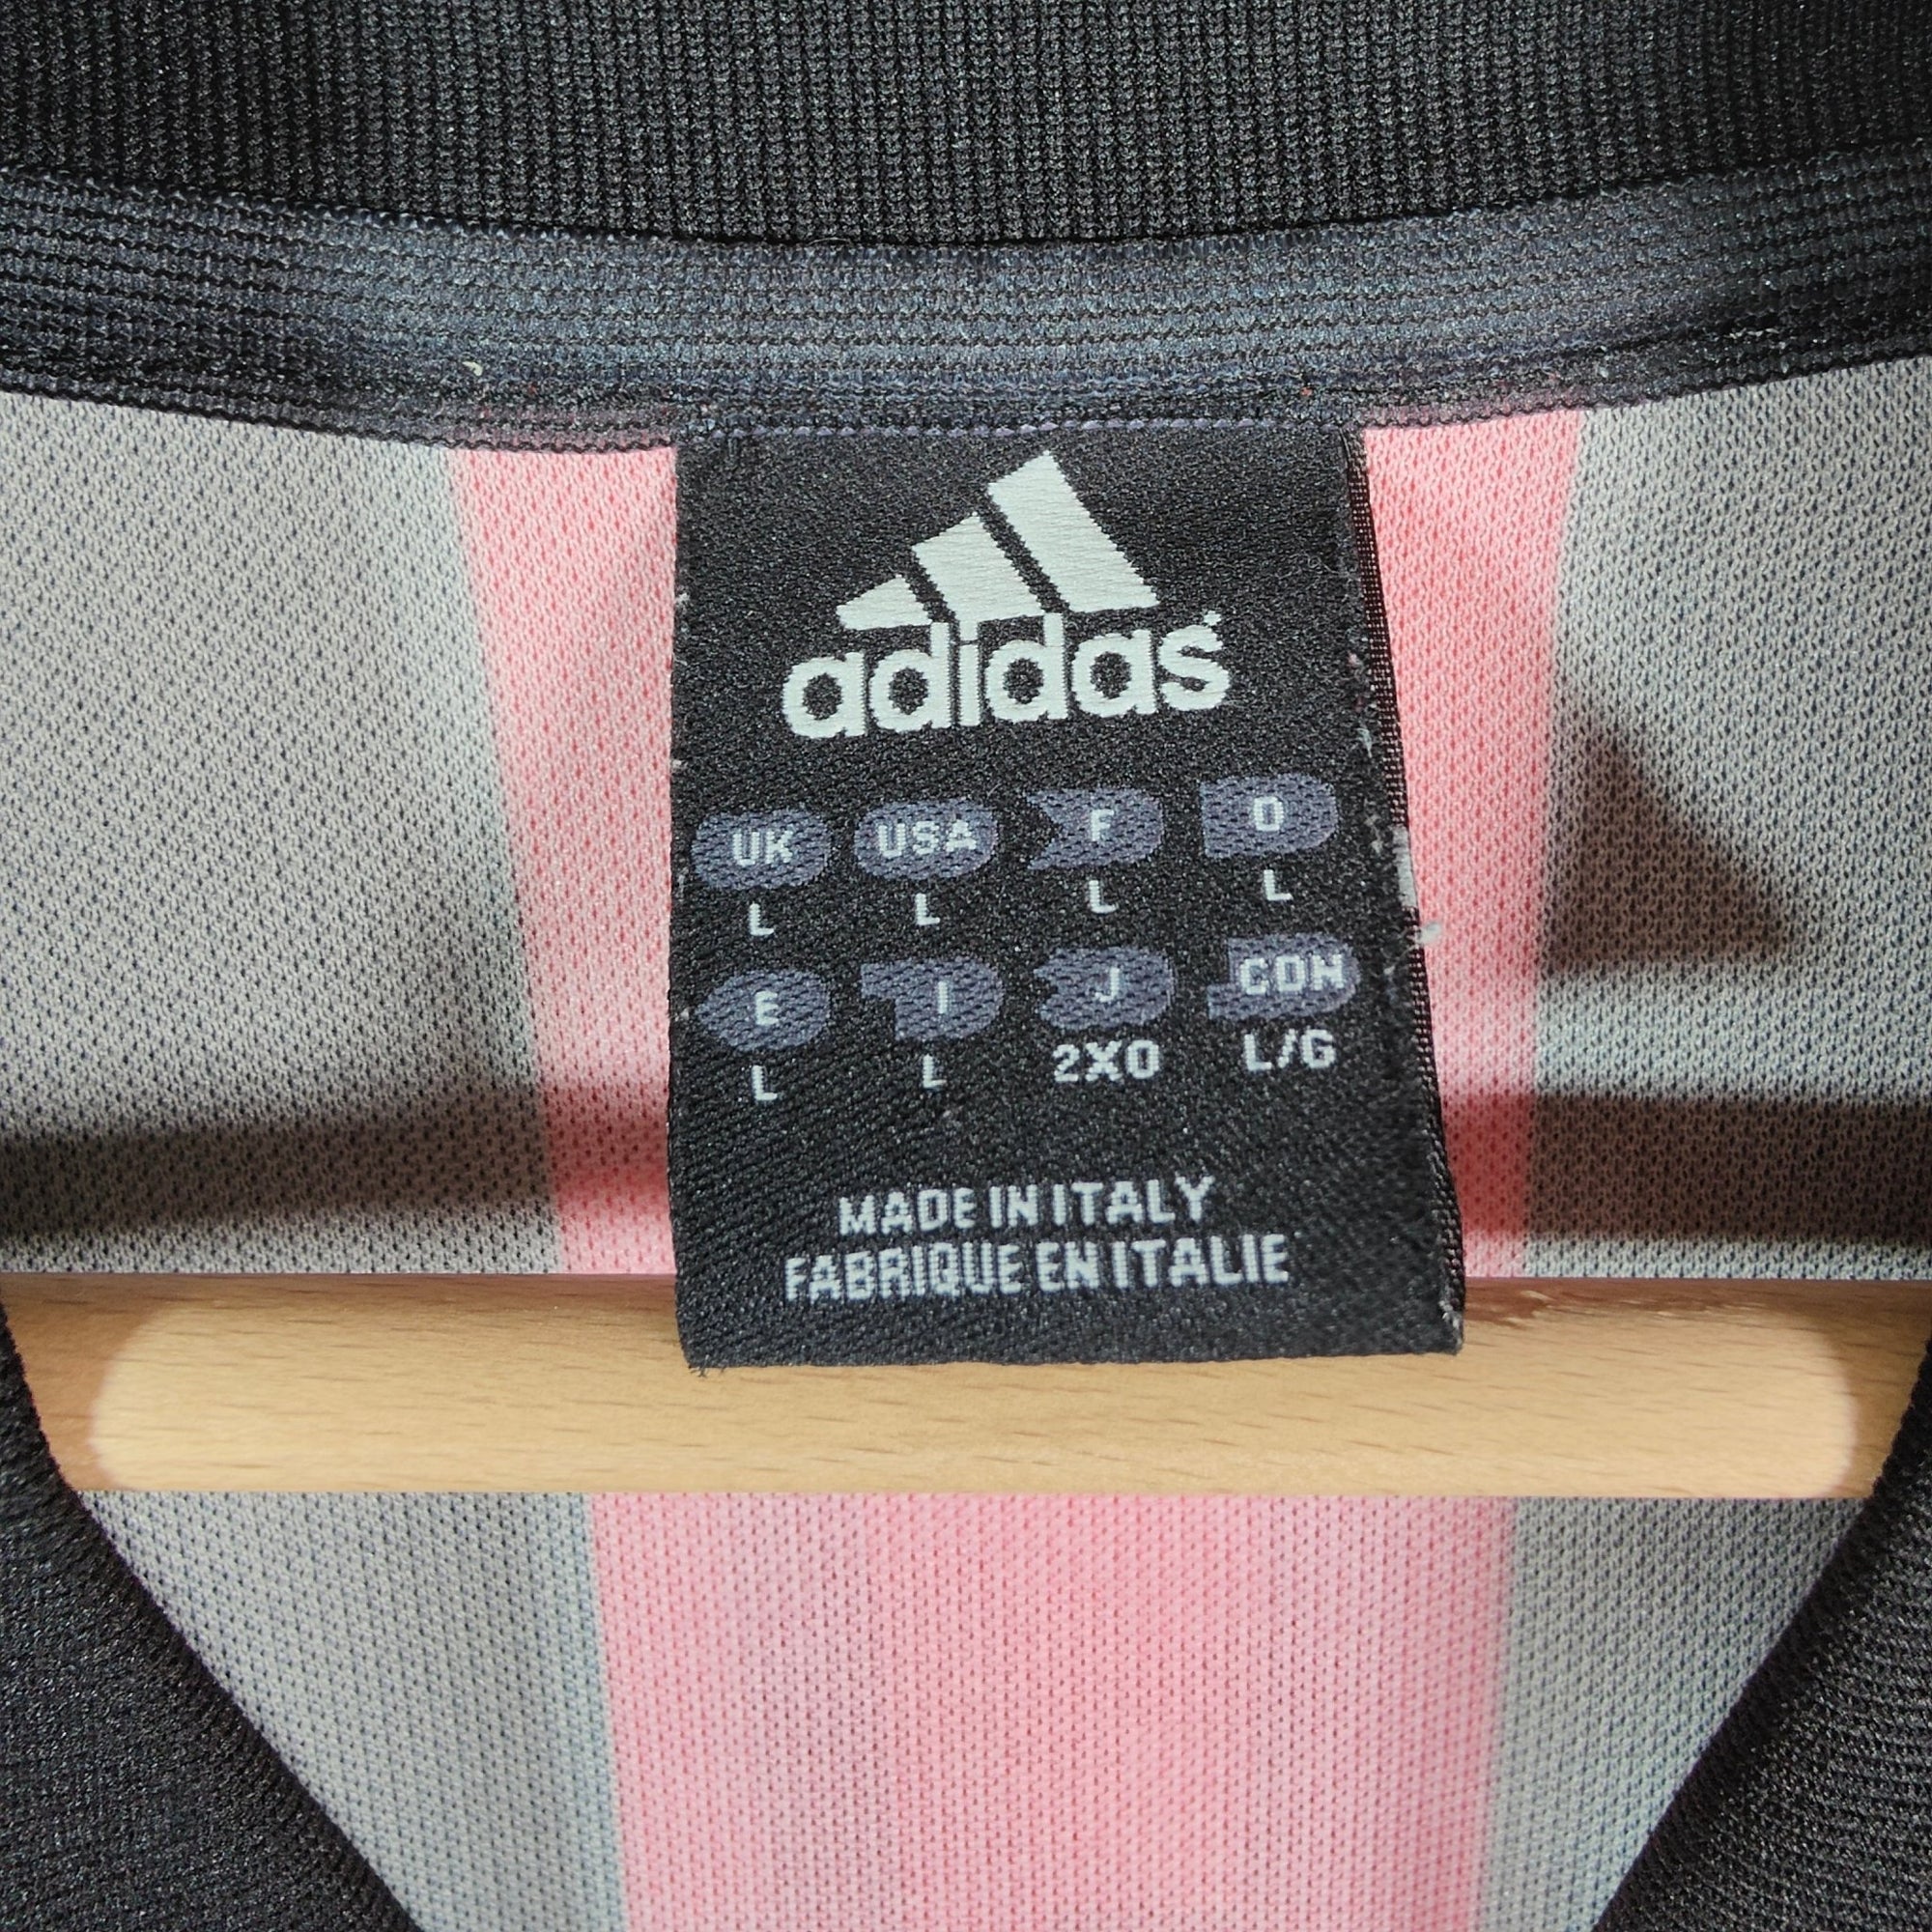 adidas
UK USA F D
L L L L
E I J CDN
L L 2XO L/G
MADE IN ITALY
FABRIQUE EN ITALIE